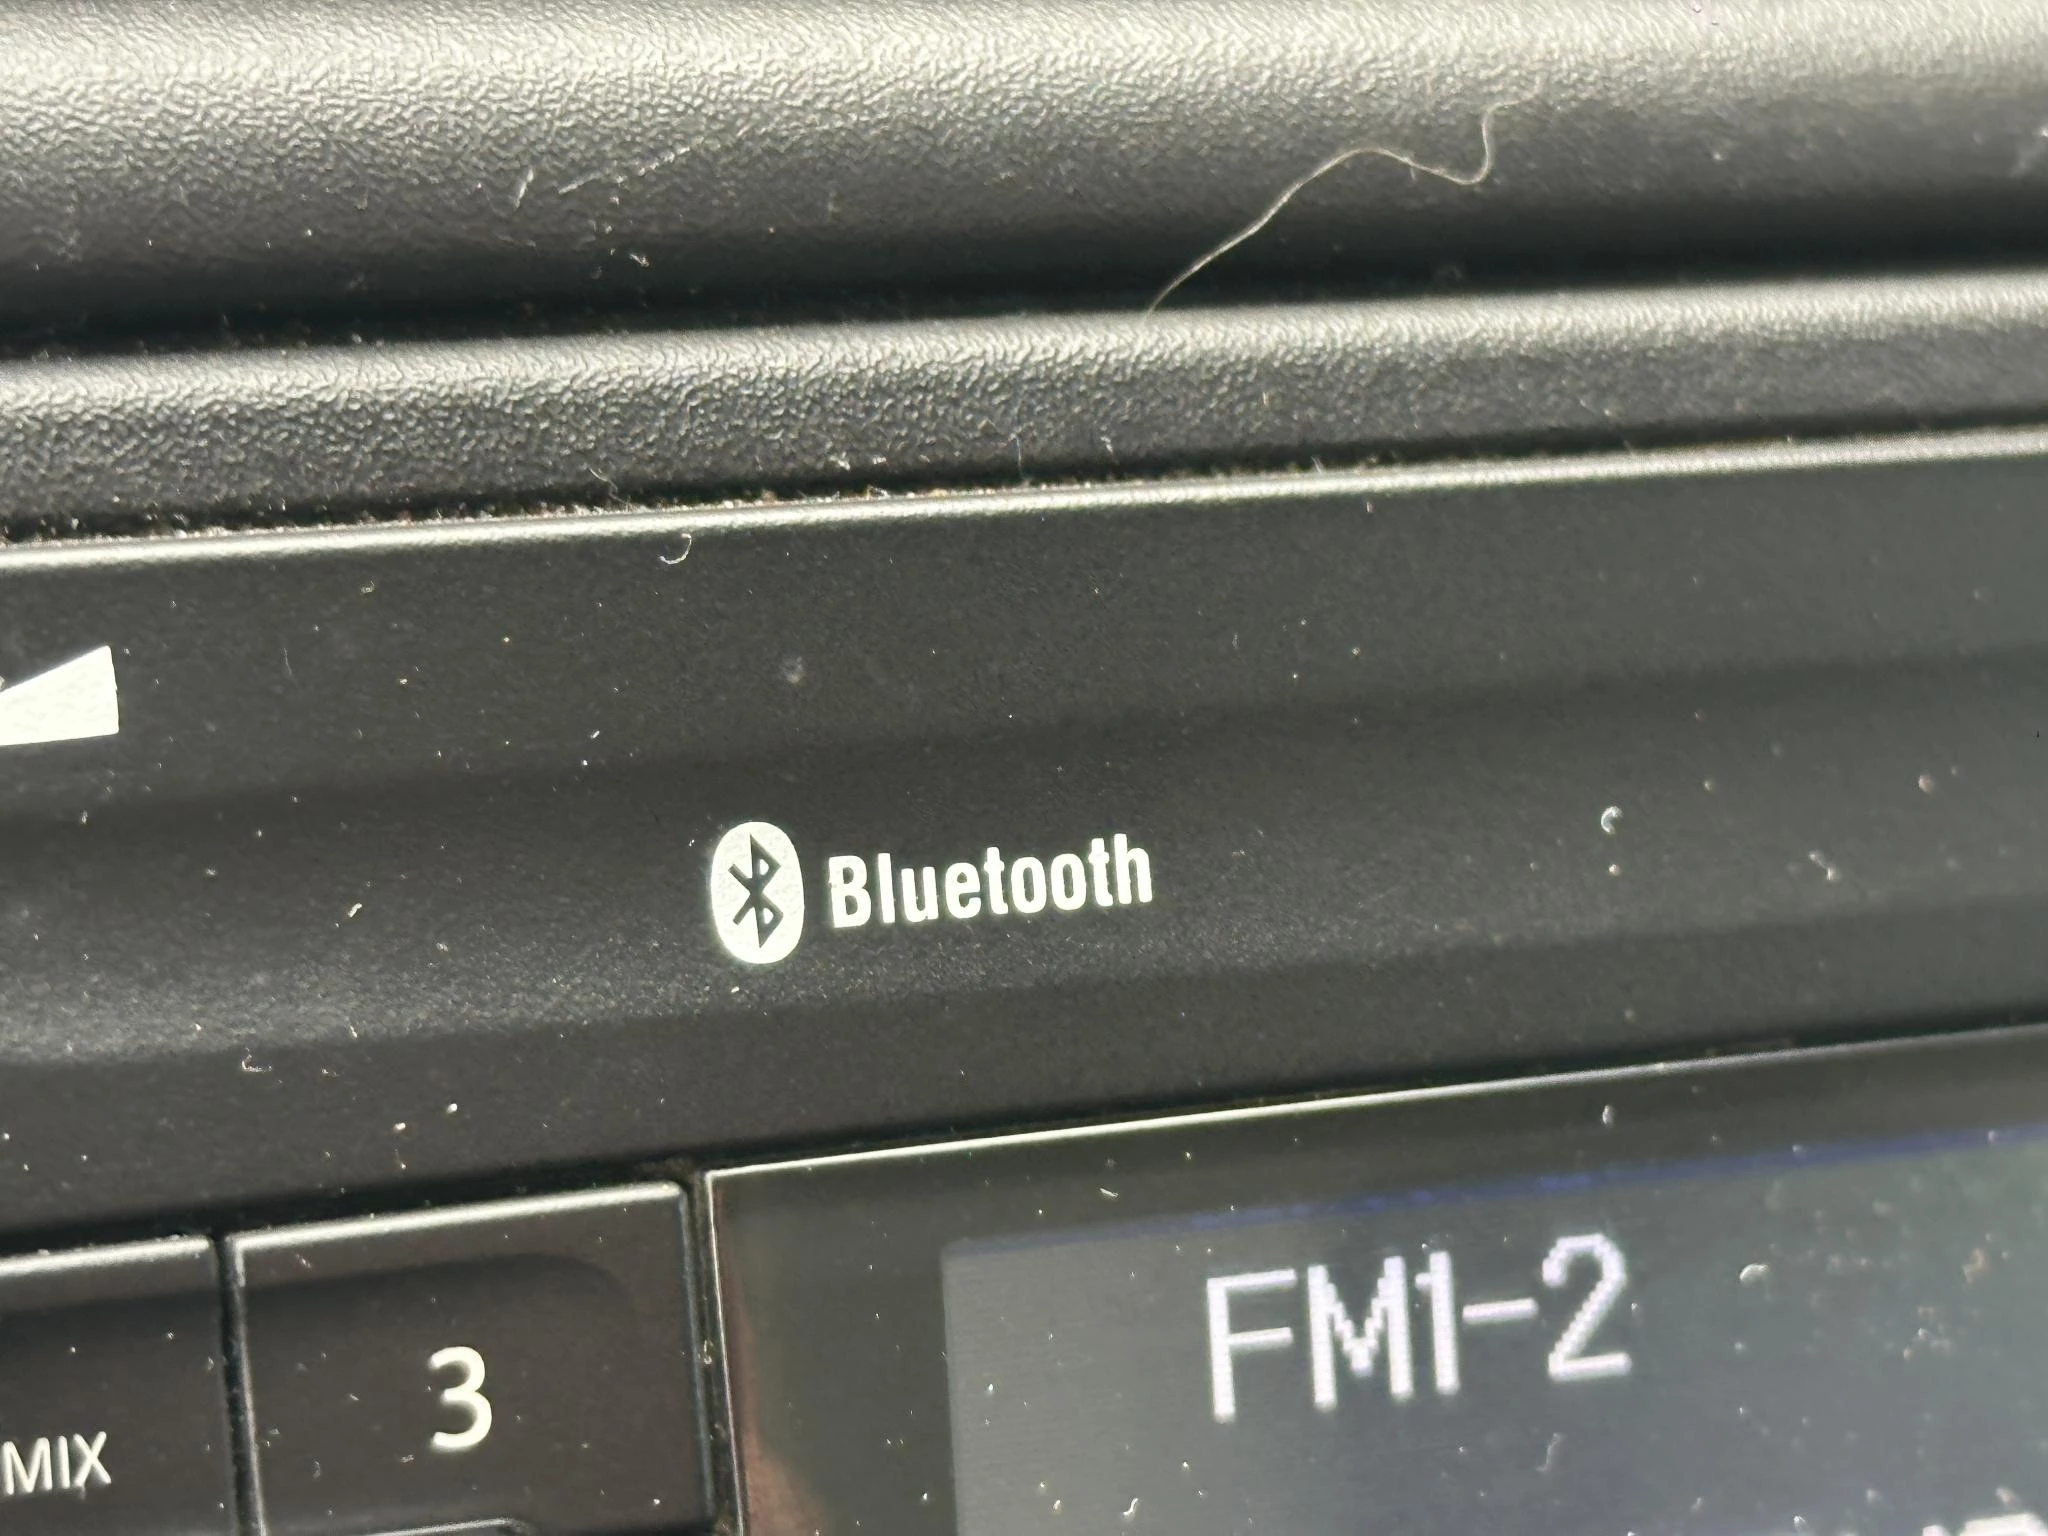 Bluetooth
FM1-2
3
MIX